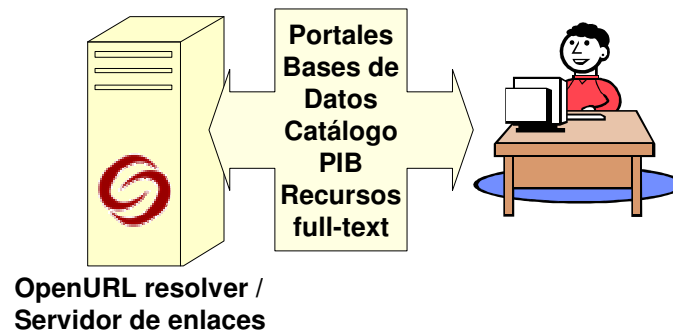 Portales
Bases de
Datos
Catálogo
PIB
Recursos
full-text
OpenURL resolver /
Servidor de enlaces